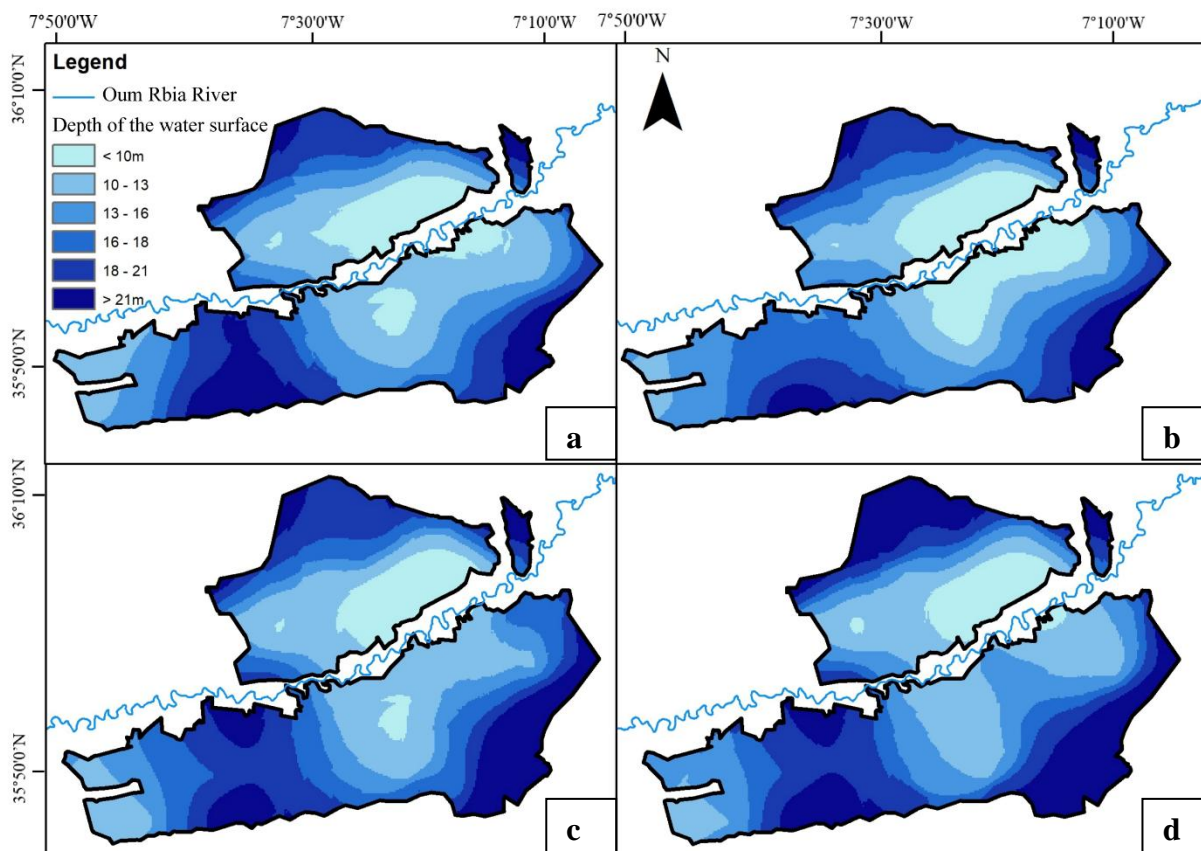 7°50'0"W 7°30'0"W 7°10'0"W 7°50'0"W 7°30'0"W 7°10'0"W
36°10'0"N
35°50'0"N
Legend
Oum Rbia River
Depth of the water surface
< 10m
10 - 13
13 - 16
16 - 18
18 - 21
> 21m
a
N
b
36°10'0"N
35°50'0"N
c
d